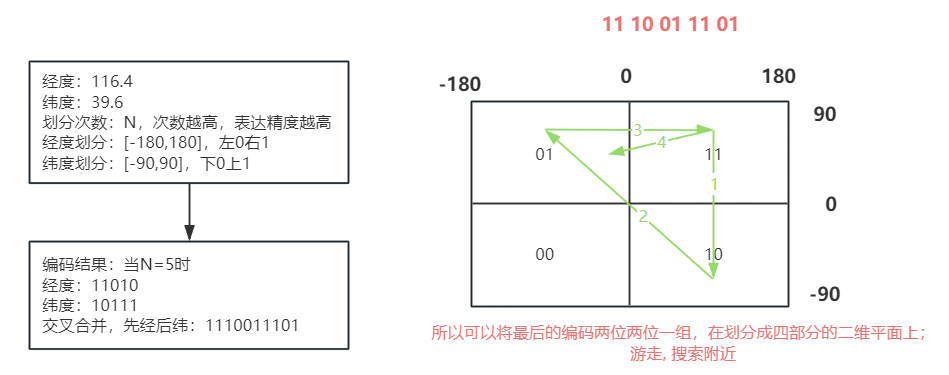 11 10 01 11 01
经度：116.4
纬度：39.6
划分次数：N，次数越高，表达精度越高
经度划分：[-180,180]，左0右1
纬度划分：[-90,90]，下0上1
编码结果：当N=5时
经度：11010
纬度：10111
交叉合并，先经后纬：1110011101
-180
0
180
90
3
01
4
11
1
2
0
00
10
-90
所以可以将最后的编码两位两位一组，在划分成四部分的二维平面上；
游走, 搜索附近